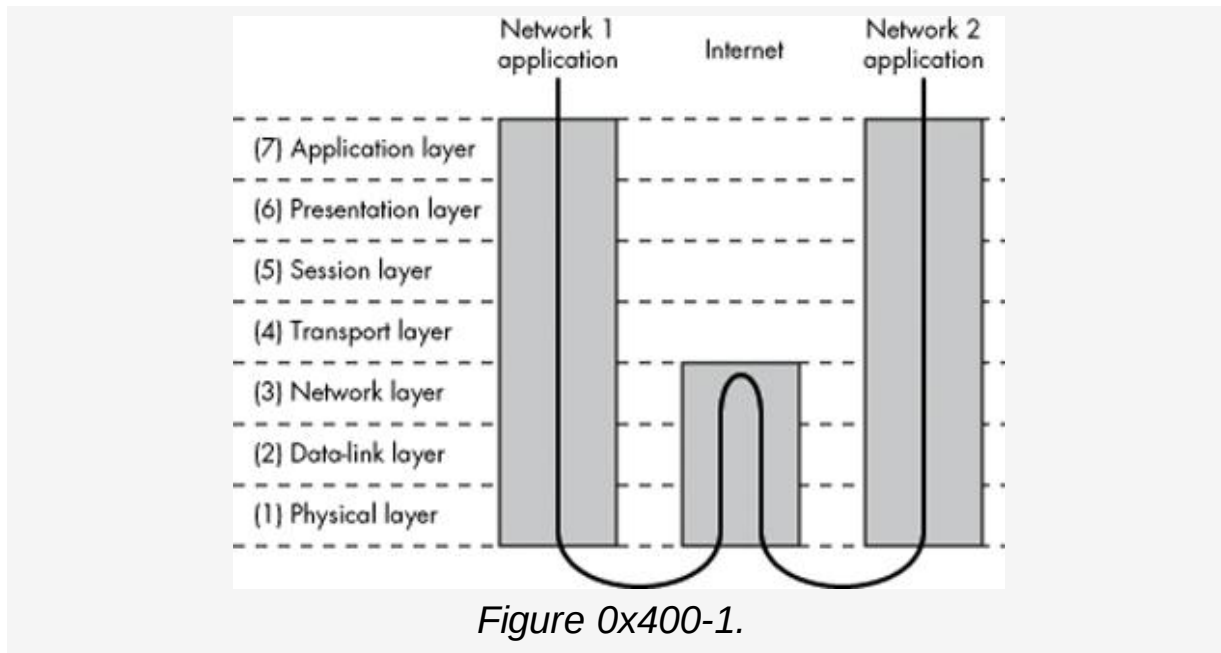 Network 1
application
Internet
Network 2
application
(7) Application layer
(6) Presentation layer
(5) Session layer
(4) Transport layer
(3) Network layer
(2) Data-link layer
(1) Physical layer
Figure 0x400-1.